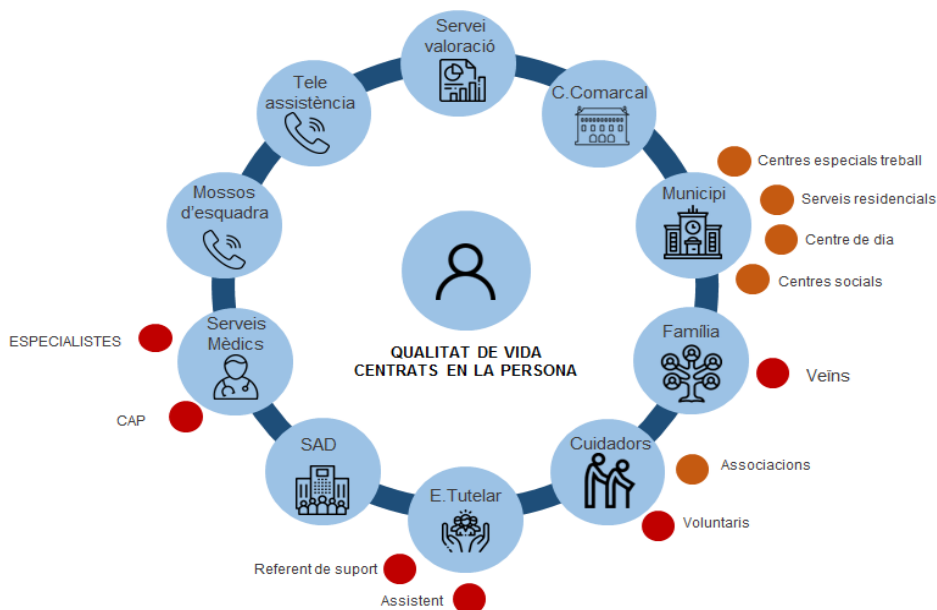 Servei
valoració
C.Comarcal
Municipi
Centres especials treball
Serveis residencials
Centre de dia
Centres socials
Família
Veïns
Cuidadors
Associacions
Voluntaris
E.Tutelar
Referent de suport
Assistent
SAD
Serveis
Mèdics
ESPECIALISTES
CAP
Mossos
d'esquadra
Tele
assistència
QUALITAT DE VIDA
CENTRATS EN LA PERSONA